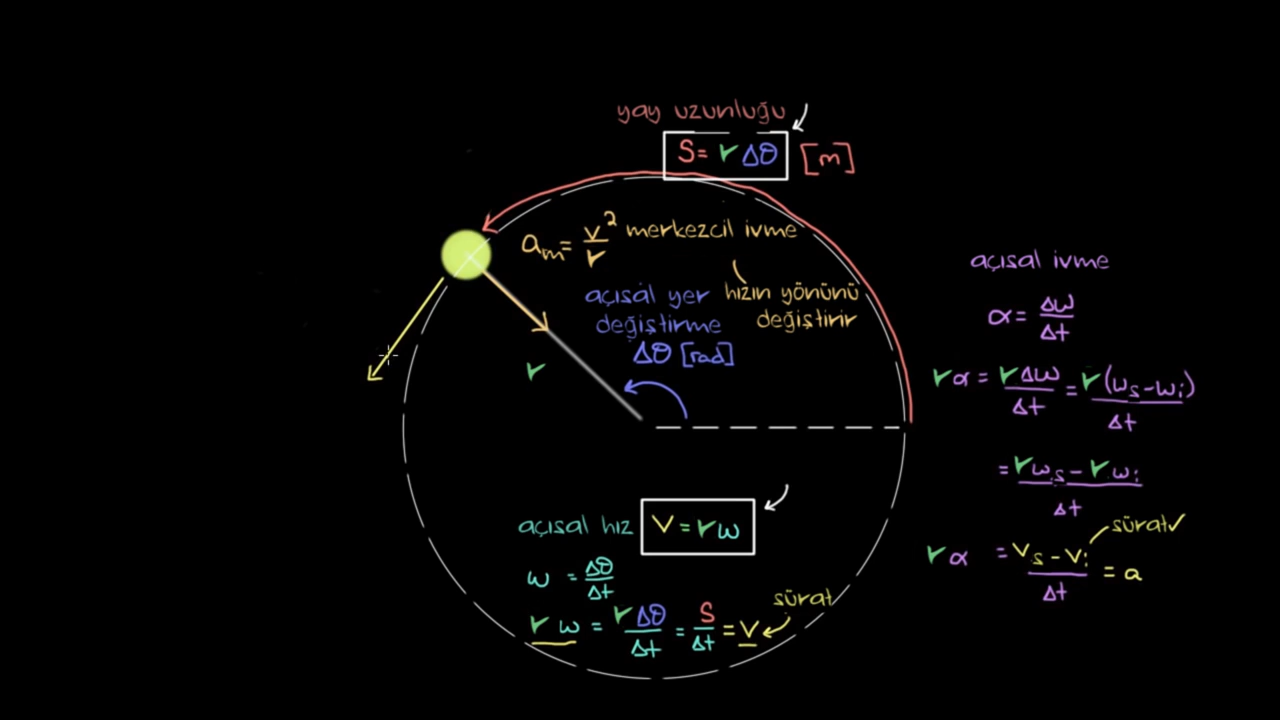 yay uzunluğu
S = r Δθ [m]
a_m = v²/r merkezcil ivme
hızın yönünü
değiştirir
açısal yer
değiştirme
Δθ [rad]
r
açısal hız V = rω
ω = Δθ/Δt
r ω = rΔθ/Δt = S/Δt = V
sürat
açısal ivme
α = Δω/Δt
rα = rΔω/Δt = r(ω_s - ω_i)/Δt
= rω_s - rω_i/Δt
sürat✓
rα = V_s - V_i/Δt = a